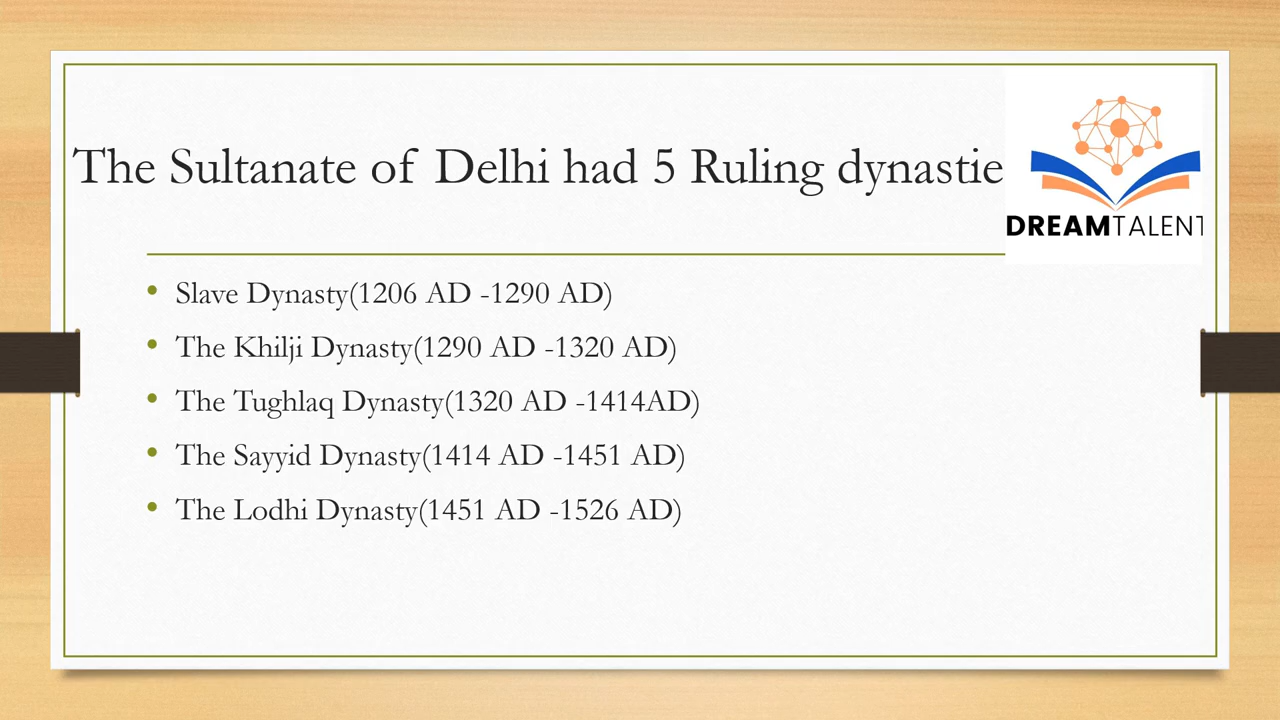 The Sultanate of Delhi had 5 Ruling dynastie
DREAMTALENT
• Slave Dynasty(1206 AD -1290 AD)
• The Khilji Dynasty(1290 AD -1320 AD)
• The Tughlaq Dynasty(1320 AD -1414AD)
• The Sayyid Dynasty(1414 AD -1451 AD)
• The Lodhi Dynasty(1451 AD -1526 AD)